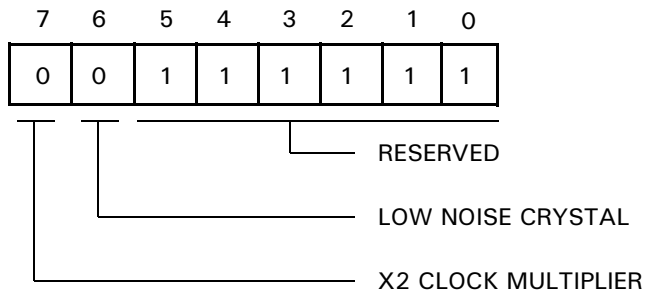 7 6 5 4 3 2 1 0
0 0 1 1 1 1 1 1
RESERVED
LOW NOISE CRYSTAL
X2 CLOCK MULTIPLIER